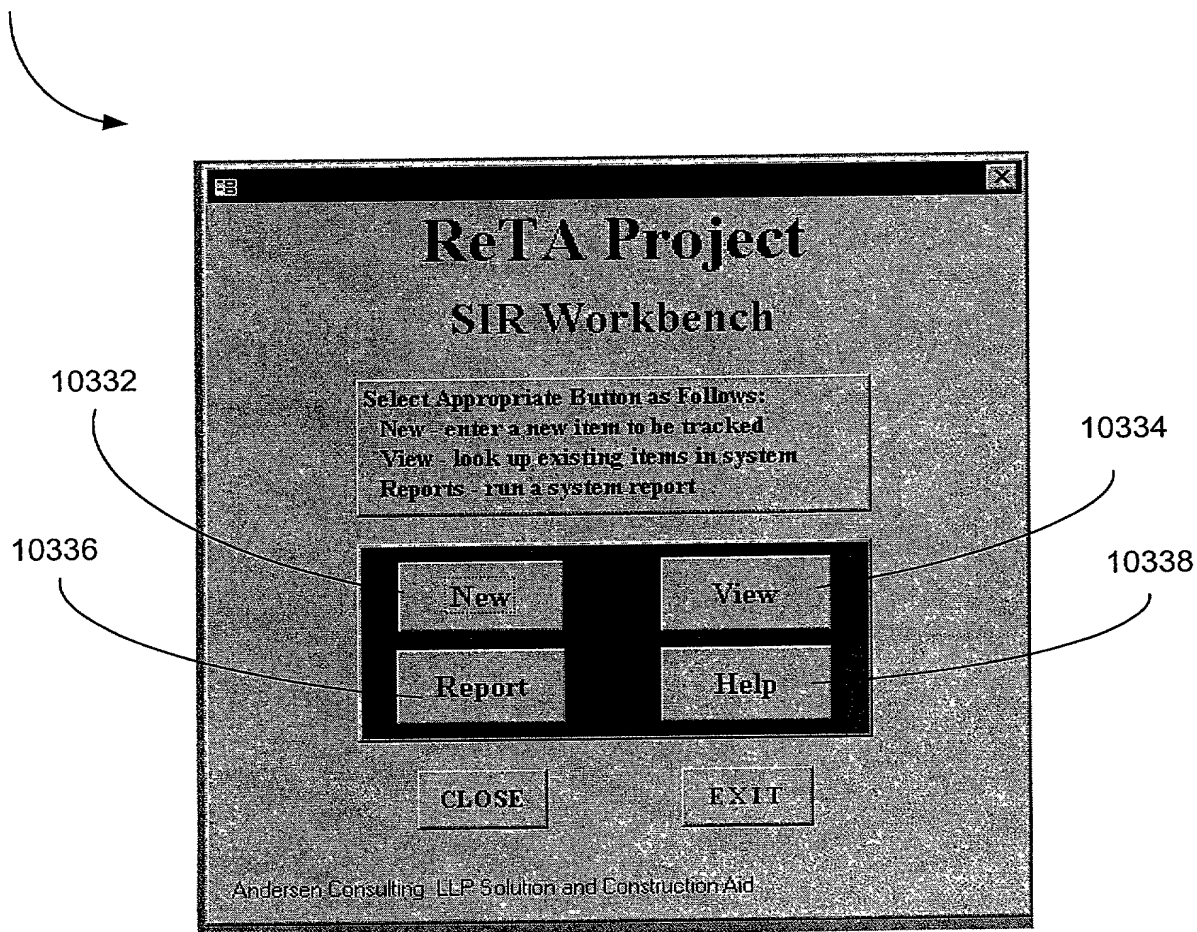 ReTA Project
SIR Workbench
Select Appropriate Button as Follows:
New - enter a new item to be tracked
View - look up existing items in system
Reports - run a system report
10332
10334
10336
10338
New
View
Report
Help
CLOSE
EXIT
Andersen Consulting LLP Solution and Construction Aid